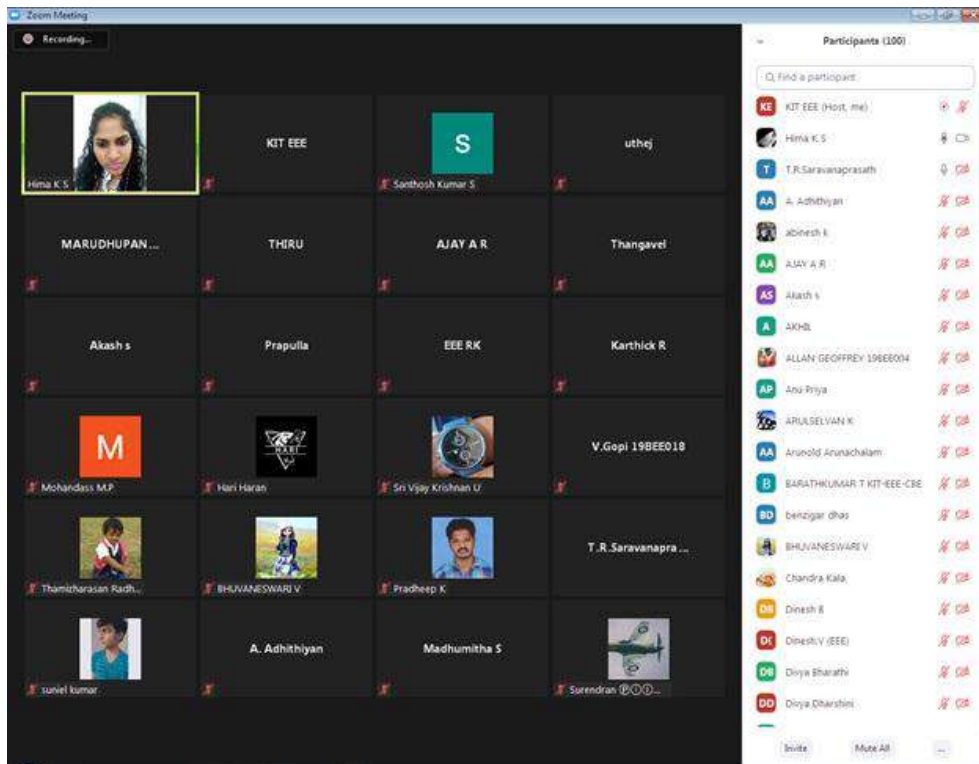 Zoom Meeting
Recording...
Participants (100)
Find a participant
Hima K S
KIT EEE
S
Santhosh Kumar S
uthej
MARUDHUPAN...
THIRU
AJAY A R
Thangavel
Akash s
Prapulla
EEE RK
Karthick R
M
Mohandass M.P
HARI
Hari Haran
Sri Vijay Krishnan U
V.Gopi 19BEE018
Thamizharasan Radh...
BHUVANESWARI V
Pradheep K
T.R.Saravanapra...
suniel kumar
A. Adhithiyan
Madhumitha S
Surendran Ⓟⓘⓛ...
KE KIT EEE (Host, me)
Hima K S
T T.R.Saravanaprasath
AA A. Adhithiyan
abinesh k
AA AJAY A R
AS Akash s
A AKHIL
ALLAN GEOFFREY 19BEE004
AP Anu Priya
ARULSELVAN K
AA Arunold Arunachalam
B BARATHKUMAR T KIT-EEE-CBE
BD benzigar dhas
BHUVANESWARI V
Chandra Kala
DB Dinesh B
D( Dinesh.V (EEE)
DB Divya Bharathi
DD Divya Dharshini
Invite
Mute All
...